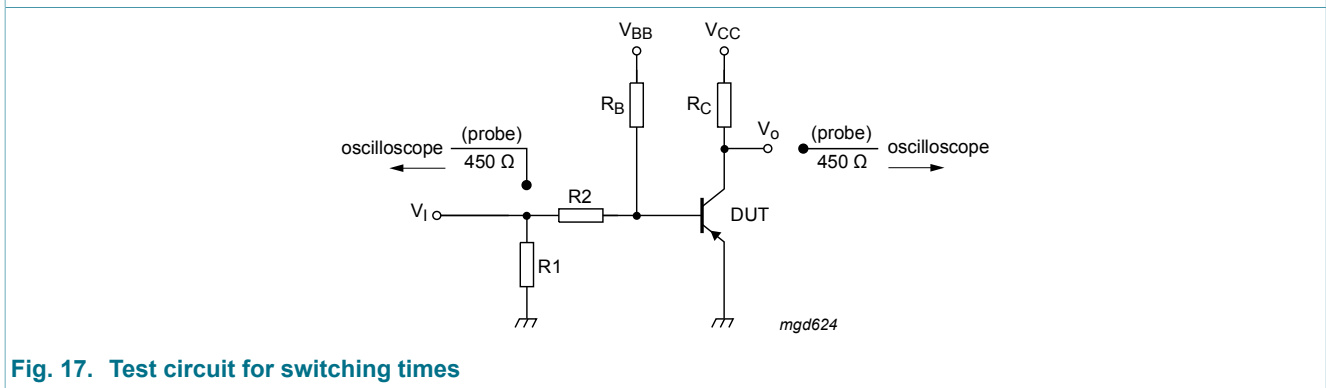 VBB
VCC
RB
RC
Vo
(probe)
450 Ω
oscilloscope
(probe)
450 Ω
oscilloscope
R2
VI
DUT
R1
mgd624
Fig. 17. Test circuit for switching times